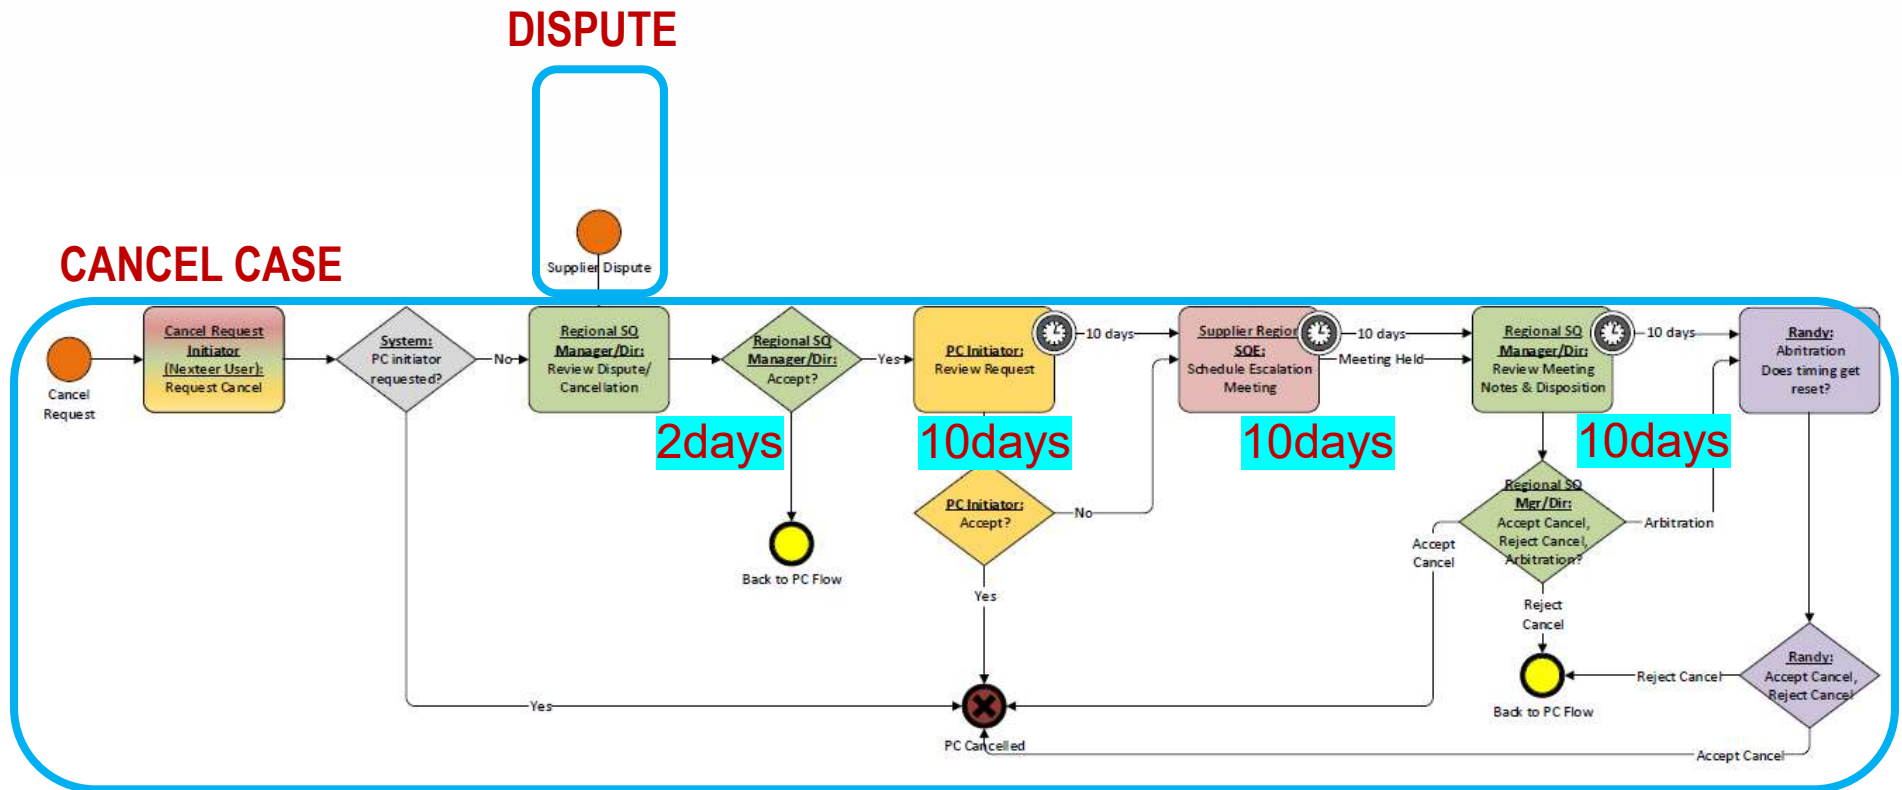 DISPUTE
Supplier Dispute
CANCEL CASE
Cancel
Request
Cancel Request
Initiator
(Nexteer User):
Request Cancel
System:
PC initiator
requested?
No
Yes
Regional SQ
Manager/Dir:
Review Dispute/
Cancellation
2days
Regional SQ
Manager/Dir:
Accept?
Yes
Back to PC Flow
PC Initiator:
Review Request
10 days
10days
PC Initiator:
Accept?
No
Yes
PC Cancelled
Supplier Region
SQE:
Schedule Escalation
Meeting
10 days
Meeting Held
10days
Regional SQ
Manager/Dir:
Review Meeting
Notes & Disposition
10 days
10days
Regional SQ
Mgr/Dir:
Accept Cancel,
Reject Cancel,
Arbitration?
Accept
Cancel
Arbitration
Reject
Cancel
Back to PC Flow
Randy:
Abritration
Does timing get
reset?
Randy:
Accept Cancel,
Reject Cancel
Reject Cancel
Accept Cancel